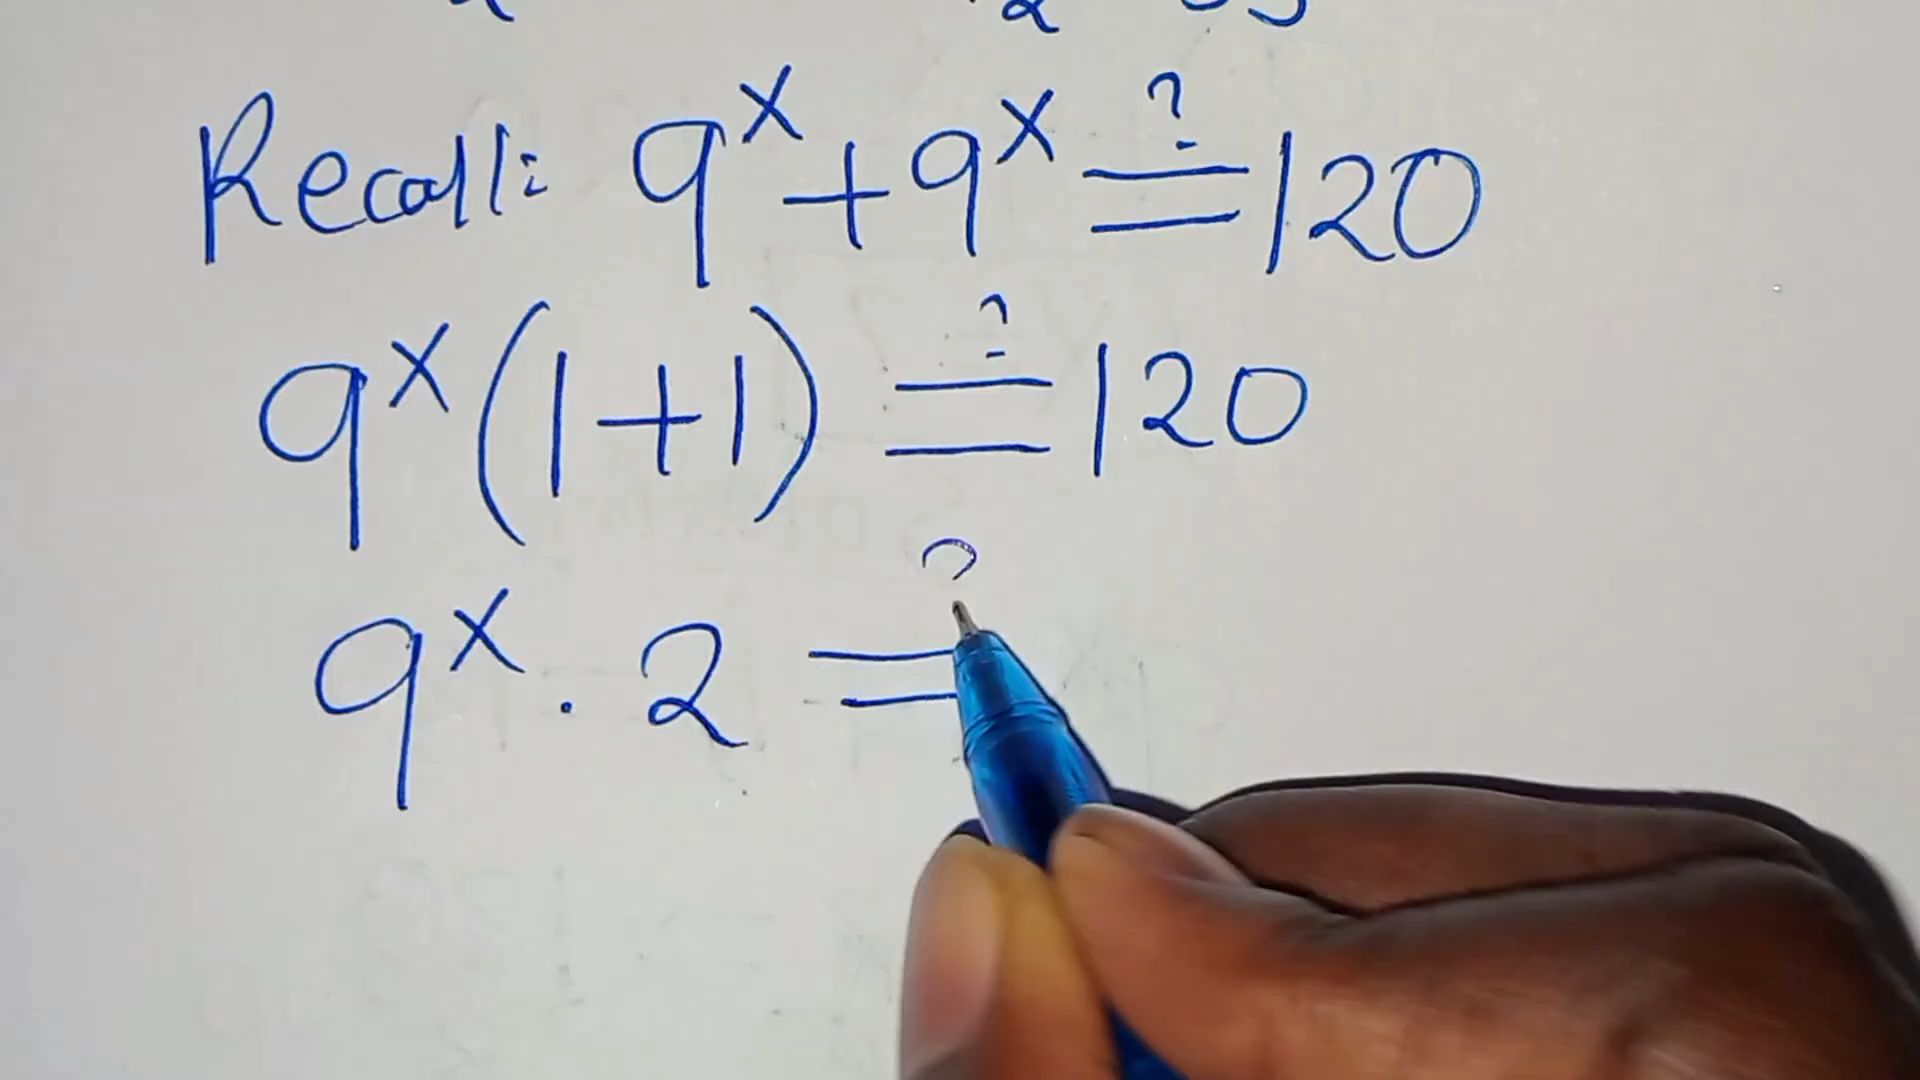 Recall: 9^x + 9^x ≟ 120
9^x (1+1) ≟ 120
9^x . 2 ≟